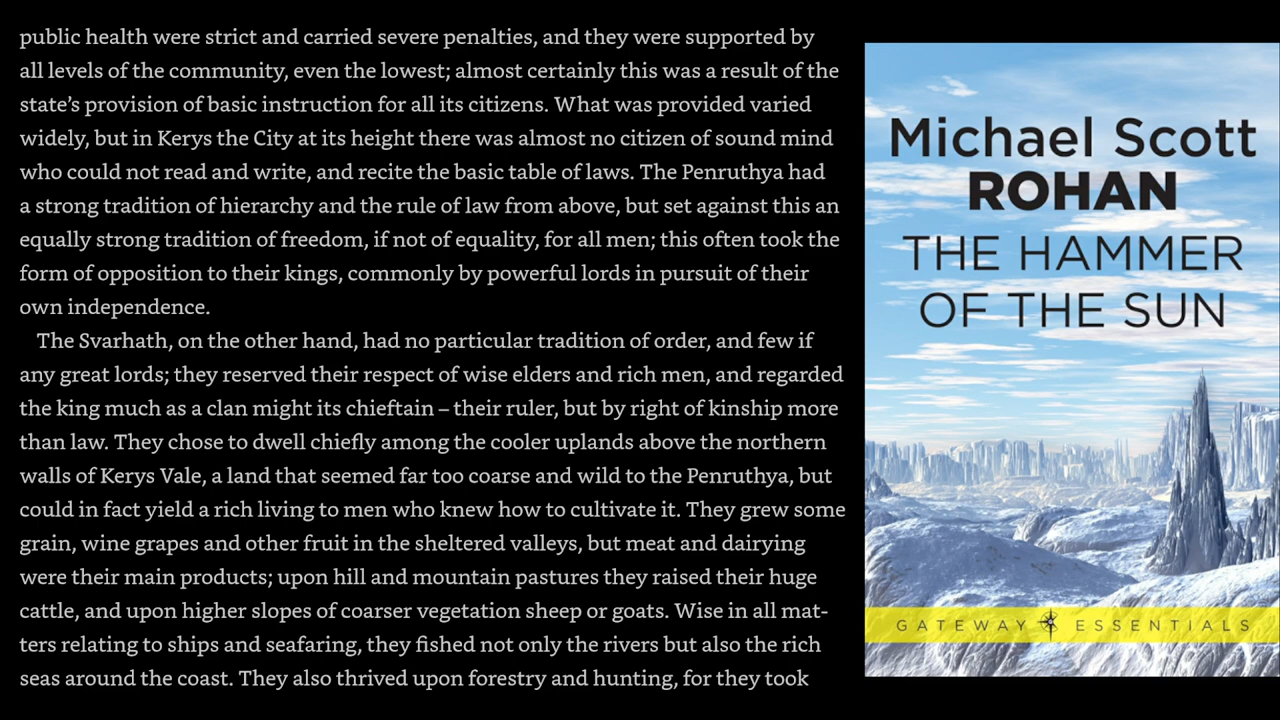 public health were strict and carried severe penalties, and they were supported by
all levels of the community, even the lowest; almost certainly this was a result of the
state’s provision of basic instruction for all its citizens. What was provided varied
widely, but in Kerys the City at its height there was almost no citizen of sound mind
who could not read and write, and recite the basic table of laws. The Penruthya had
a strong tradition of hierarchy and the rule of law from above, but set against this an
equally strong tradition of freedom, if not of equality, for all men; this often took the
form of opposition to their kings, commonly by powerful lords in pursuit of their
own independence.
The Svarhath, on the other hand, had no particular tradition of order, and few if
any great lords; they reserved their respect of wise elders and rich men, and regarded
the king much as a clan might its chieftain – their ruler, but by right of kinship more
than law. They chose to dwell chiefly among the cooler uplands above the northern
walls of Kerys Vale, a land that seemed far too coarse and wild to the Penruthya, but
could in fact yield a rich living to men who knew how to cultivate it. They grew some
grain, wine grapes and other fruit in the sheltered valleys, but meat and dairying
were their main products; upon hill and mountain pastures they raised their huge
cattle, and upon higher slopes of coarser vegetation sheep or goats. Wise in all mat-
ters relating to ships and seafaring, they fished not only the rivers but also the rich
seas around the coast. They also thrived upon forestry and hunting, for they took
Michael Scott
ROHAN
THE HAMMER
OF THE SUN
GATEWAY ESSENTIALS